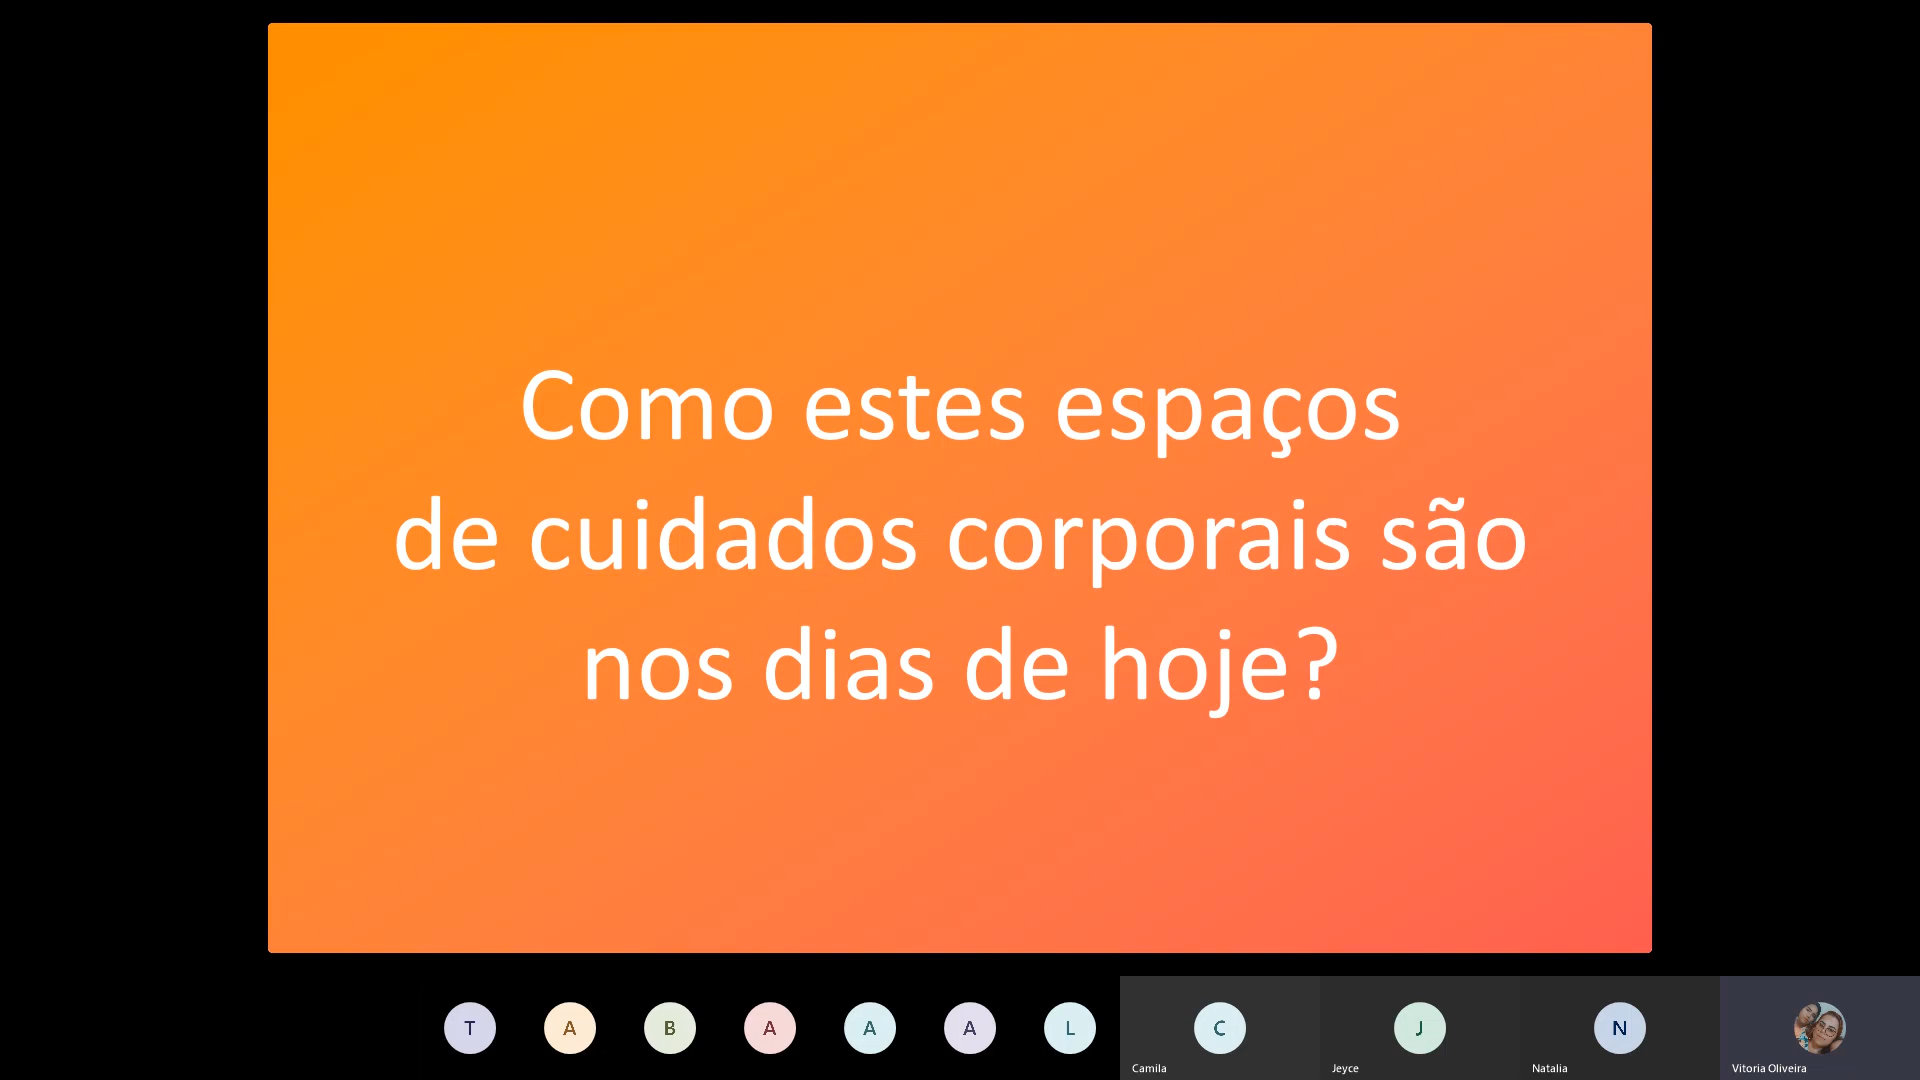 Como estes espaços
de cuidados corporais são
nos dias de hoje?
T A B A A A L C J N
Camila Jeyce Natalia Vitoria Oliveira